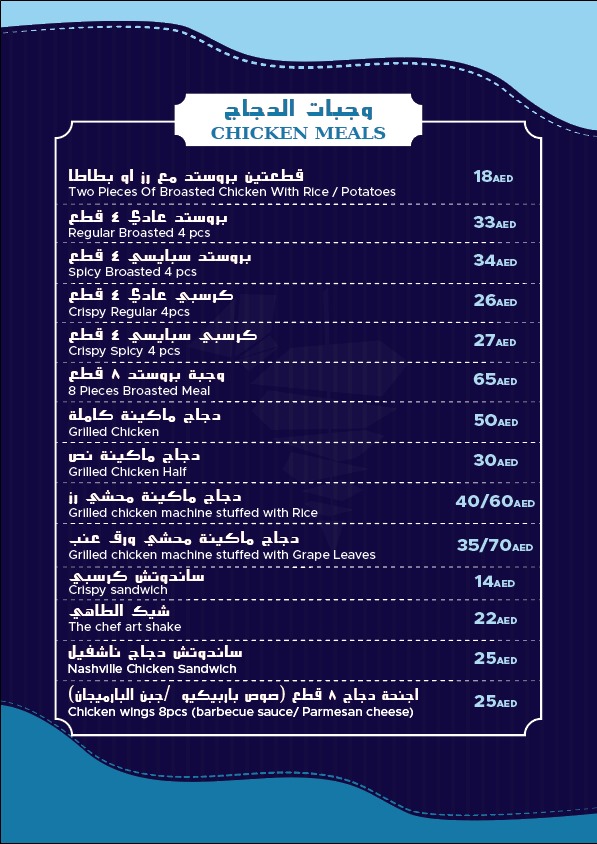 وجبات الدجاج
CHICKEN MEALS
قطعتين بروستد مع رز او بطاطا
18AED
Two Pieces Of Broasted Chicken With Rice / Potatoes
بروستد عادي ٤ قطع
33AED
Regular Broasted 4 pcs
بروستد سبايسي ٤ قطع
34AED
Spicy Broasted 4 pcs
كرسبي عادي ٤ قطع
26AED
Crispy Regular 4pcs
كرسبي سبايسي ٤ قطع
27AED
Crispy Spicy 4 pcs
وجبة بروستد ٨ قطع
65AED
8 Pieces Broasted Meal
دجاج ماكينة كاملة
50AED
Grilled Chicken
دجاج ماكينة نص
30AED
Grilled Chicken Half
دجاج ماكينة محشي رز
40/60AED
Grilled chicken machine stuffed with Rice
دجاج ماكينة محشي ورق عنب
35/70AED
Grilled chicken machine stuffed with Grape Leaves
ساندوتش كرسبي
14AED
Crispy sandwich
شيك الطاهي
22AED
The chef art shake
ساندوتش دجاج ناشفيل
25AED
Nashville Chicken Sandwich
اجنحة دجاج ٨ قطع (صوص باربيكيو /جبن البارميجان)
25AED
Chicken wings 8pcs (barbecue sauce/ Parmesan cheese)